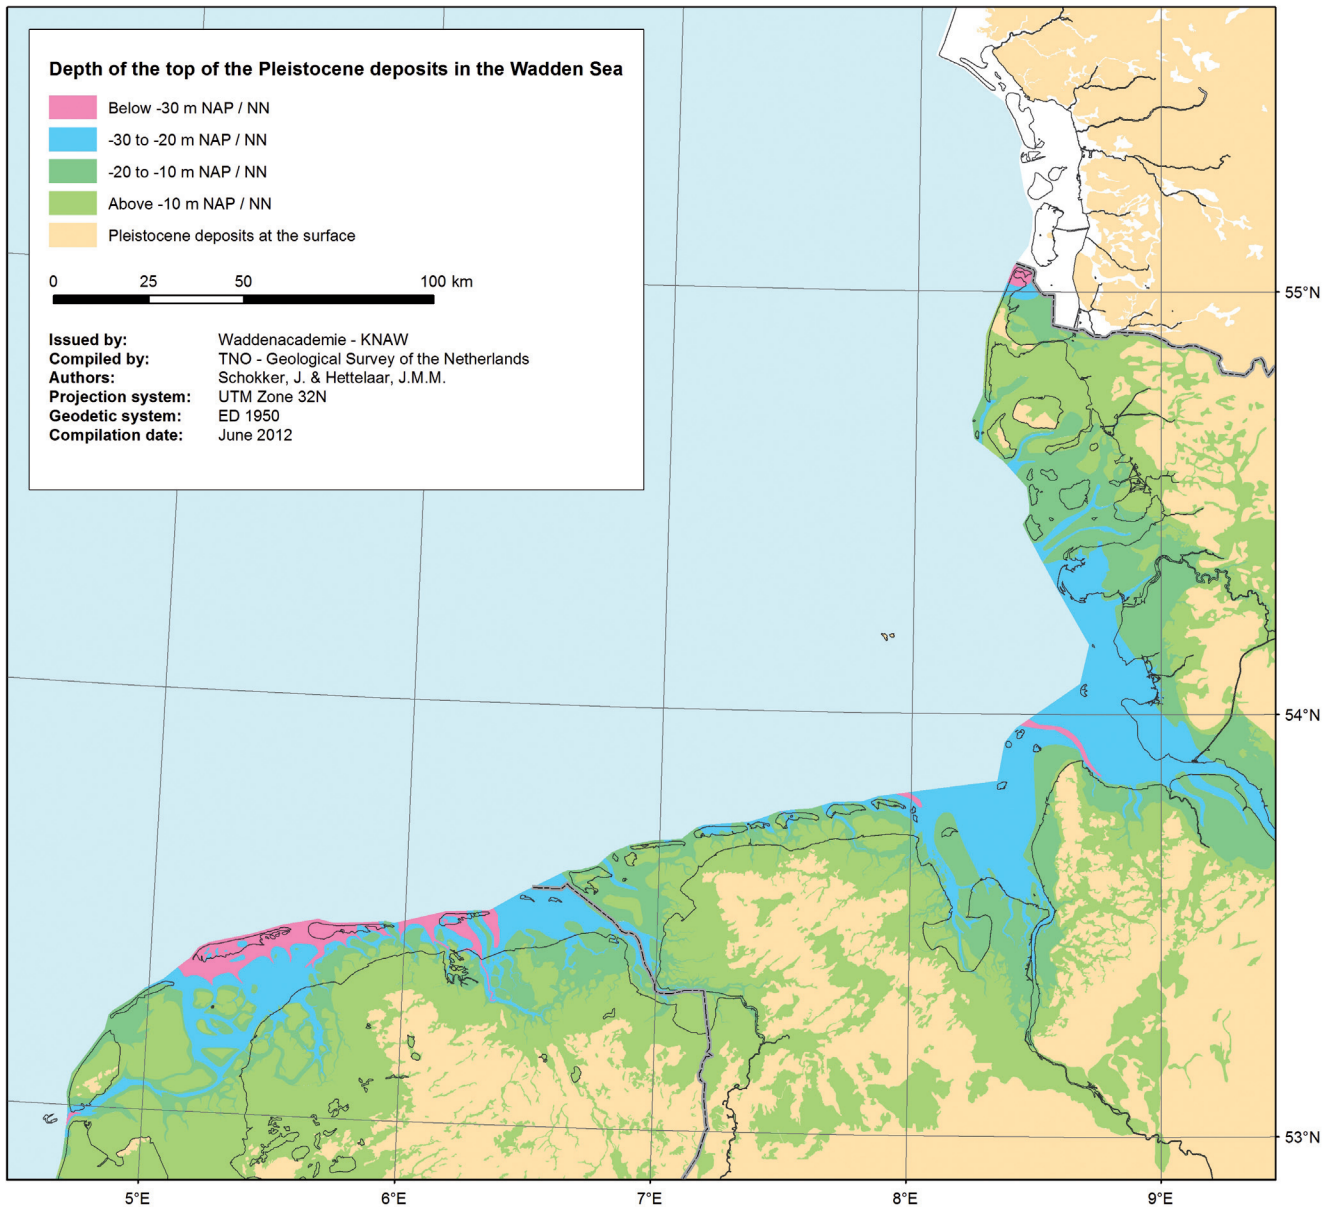 Depth of the top of the Pleistocene deposits in the Wadden Sea
Below -30 m NAP / NN
-30 to -20 m NAP / NN
-20 to -10 m NAP / NN
Above -10 m NAP / NN
Pleistocene deposits at the surface
0 25 50 100 km
Issued by: Waddenacademie - KNAW
Compiled by: TNO - Geological Survey of the Netherlands
Authors: Schokker, J. & Hettelaar, J.M.M.
Projection system: UTM Zone 32N
Geodetic system: ED 1950
Compilation date: June 2012
55°N
54°N
53°N
5°E 6°E 7°E 8°E 9°E